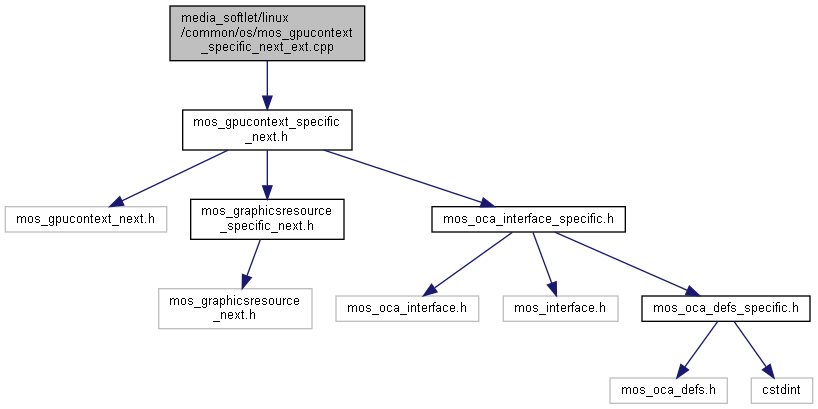 media_softlet/linux
/common/os/mos_gpucontext
_specific_next_ext.cpp
mos_gpucontext_specific
_next.h
mos_gpucontext_next.h
mos_graphicsresource
_specific_next.h
mos_oca_interface_specific.h
mos_graphicsresource
_next.h
mos_oca_interface.h
mos_interface.h
mos_oca_defs_specific.h
mos_oca_defs.h
cstdint